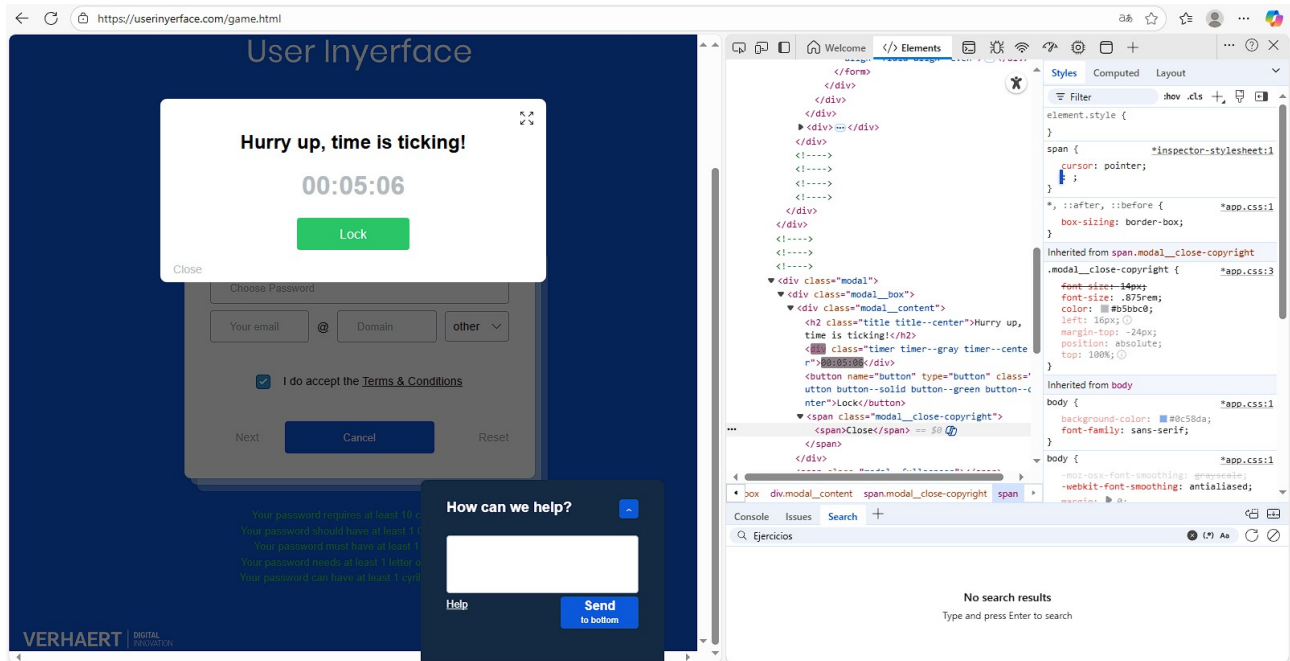 https://userinyerface.com/game.html
User Inyerface
Hurry up, time is ticking!
00:05:06
Lock
Close
Choose Password
Your email
@
Domain
other
I do accept the Terms & Conditions
Next
Cancel
Reset
Your password requires at least 10 c
Your password should have at least 1
Your password must have at least 1
Your password needs at least 1 letter o
Your password can have at least 1 cyril
How can we help?
Help
Send
to bottom
VERHAERT
DIGITAL
INNOVATION
Welcome
</> Elements
</form>
</div>
</div>
</div>
<div> ... </div>
</div>
<!---->
<!---->
<!---->
<!---->
</div>
</div>
<!---->
<!---->
<!---->
<div class="modal">
<div class="modal__box">
<div class="modal__content">
<h2 class="title title--center">Hurry up,
time is ticking!</h2>
<div class="timer timer--gray timer--cente
r">00:05:06</div>
<button name="button" type="button" class="
utton button--solid button--green button--c
nter">Lock</button>
<span class="modal__close-copyright">
<span>Close</span> == $0
</span>
</div>
box div.modal__content span.modal__close-copyright span
Styles Computed Layout
Filter
:hov .cls
element.style {
}
span {
*inspector-stylesheet:1
cursor: pointer;
: ;
}
*, ::after, ::before {
*app.css:1
box-sizing: border-box;
}
Inherited from span.modal__close-copyright
.modal__close-copyright {
*app.css:3
font-size: 14px;
font-size: .875rem;
color: #b5bbc0;
left: 16px;
margin-top: -24px;
position: absolute;
top: 100%;
}
Inherited from body
body {
*app.css:1
background-color: #0c58da;
font-family: sans-serif;
}
body {
*app.css:1
-moz-osx-font-smoothing: grayscale;
-webkit-font-smoothing: antialiased;
Console Issues Search
Ejercicios
(.*) Aa
No search results
Type and press Enter to search